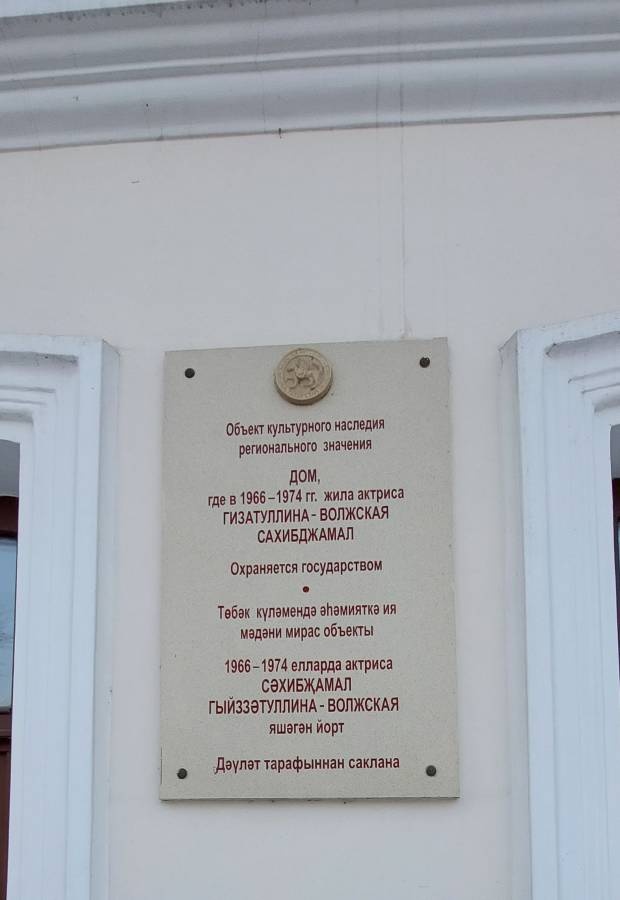 Объект культурного наследия
регионального значения
ДОМ,
где в 1966 – 1974 гг. жила актриса
ГИЗАТУЛЛИНА - ВОЛЖСКАЯ
САХИБДЖАМАЛ
Охраняется государством
•
Төбәк күләмендә әһәмияткә ия
мәдәни мирас объекты
1966 – 1974 елларда актриса
СӘХИБҖАМАЛ
ГЫЙЗЗӘТУЛЛИНА - ВОЛЖСКАЯ
яшәгән йорт
Дәүләт тарафыннан саклана